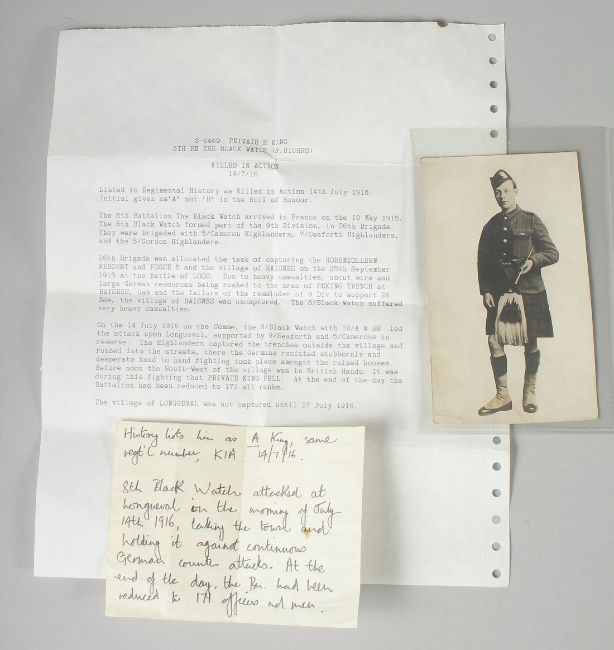 S-6469 PRIVATE H KING
8TH BN THE BLACK WATCH (R.HIGHRS)
KILLED IN ACTION
14/7/16
Listed in Regimental History as Killed in Action 14th July 1916.
Initial given as 'A' not 'H' in the Roll of Honour.
The 8th Battalion The Black Watch arrived in France on the 10 May 1915.
The 8th Black Watch formed part of the 9th Division, in 26th Brigade.
They were brigaded with 5/Cameron Highlanders, 7/Seaforth Highlanders,
and the 8/Gordon Highlanders.
26th Brigade was allocated the task of capturing the HOHENZOLLERN
REDOUBT and FOSSE 8 and the village of HAISNES on the 25th September
1915 at the Battle of LOOS. Due to heavy casualties, uncut wire and
large German resources being rushed to the area of PEKING TRENCH at
HAISNES, Gas and the failure of the remainder of 9 Div to support 26
Bde, the village of HAISNES was uncaptured. The 8/Black Watch suffered
very heavy casualties.
On the 14 July 1916 on the Somme, the 8/Black Watch with 10/A & SH led
the attack upon Longueval, supported by 9/Seaforth and 5/Camerons in
reserve. The Highlanders captured the trenches outside the village and
rushed into the streets, there the Germans resisted stubbornly and
desperate hand to hand fighting took place amongst the ruined houses.
Before noon the South-West of the village was in British Hands. It was
during this fighting that PRIVATE KING FELL. At the end of the day the
Battalion had been reduced to 171 all ranks.
The village of LONGUEVAL was not captured until 27 July 1916.
History lists him as A King, same
regt'l number, KIA 14/7/16.
8th Black Watch attacked at
Longueval in the morning of July
14th 1916, taking the town and
holding it against continuous
German counter attacks. At the
end of the day, the Bn. had been
reduced to 171 officers and men.